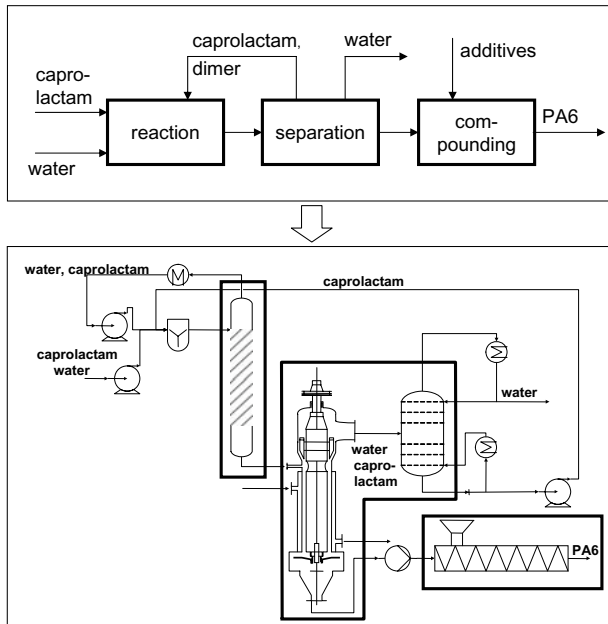 caprolactam,
dimer
water
additives
capro-
lactam
PA6
reaction
separation
com-
pounding
water
water, caprolactam
M
caprolactam
M
caprolactam
water
water
M
water
capro-
lactam
PA6